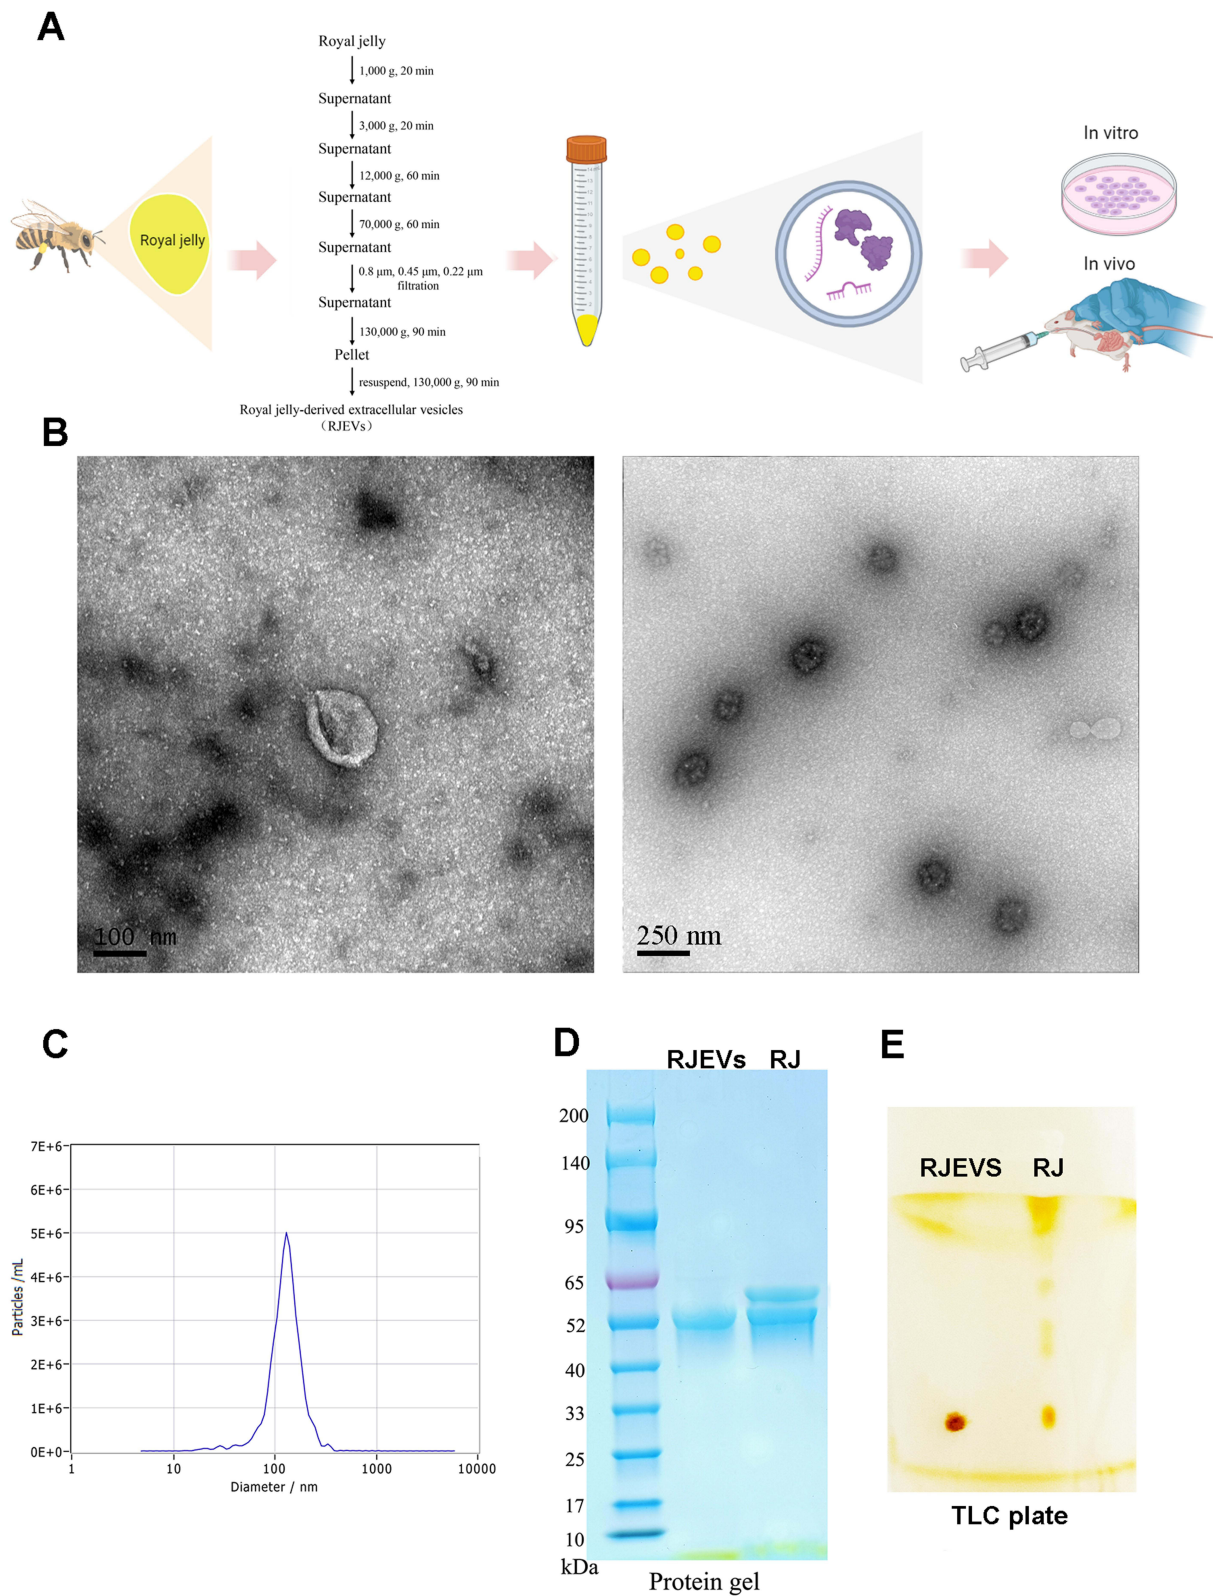 A
Royal jelly
1,000 g, 20 min
Supernatant
3,000 g, 20 min
Supernatant
12,000 g, 60 min
Supernatant
70,000 g, 60 min
Supernatant
0.8 μm, 0.45 μm, 0.22 μm
filtration
Supernatant
130,000 g, 90 min
Pellet
resuspend, 130,000 g, 90 min
Royal jelly-derived extracellular vesicles
（RJEVs）
Royal jelly
In vitro
In vivo
B
100 nm
250 nm
C
7E+6
6E+6
5E+6
4E+6
3E+6
2E+6
1E+6
0E+0
Particles /mL
1
10
100
1000
10000
Diameter / nm
D
RJEVs RJ
200
140
95
65
52
40
33
25
17
10
kDa
Protein gel
E
RJEVS RJ
TLC plate